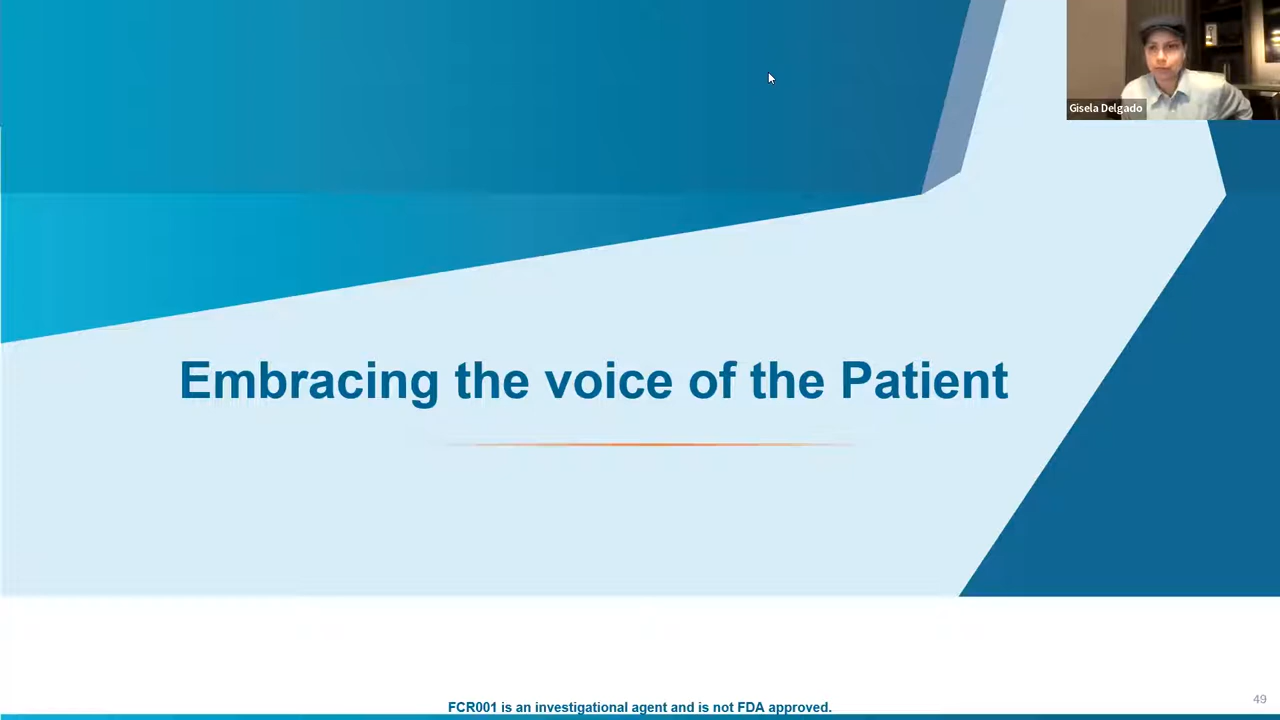 Gisela Delgado
Embracing the voice of the Patient
49
FCR001 is an investigational agent and is not FDA approved.